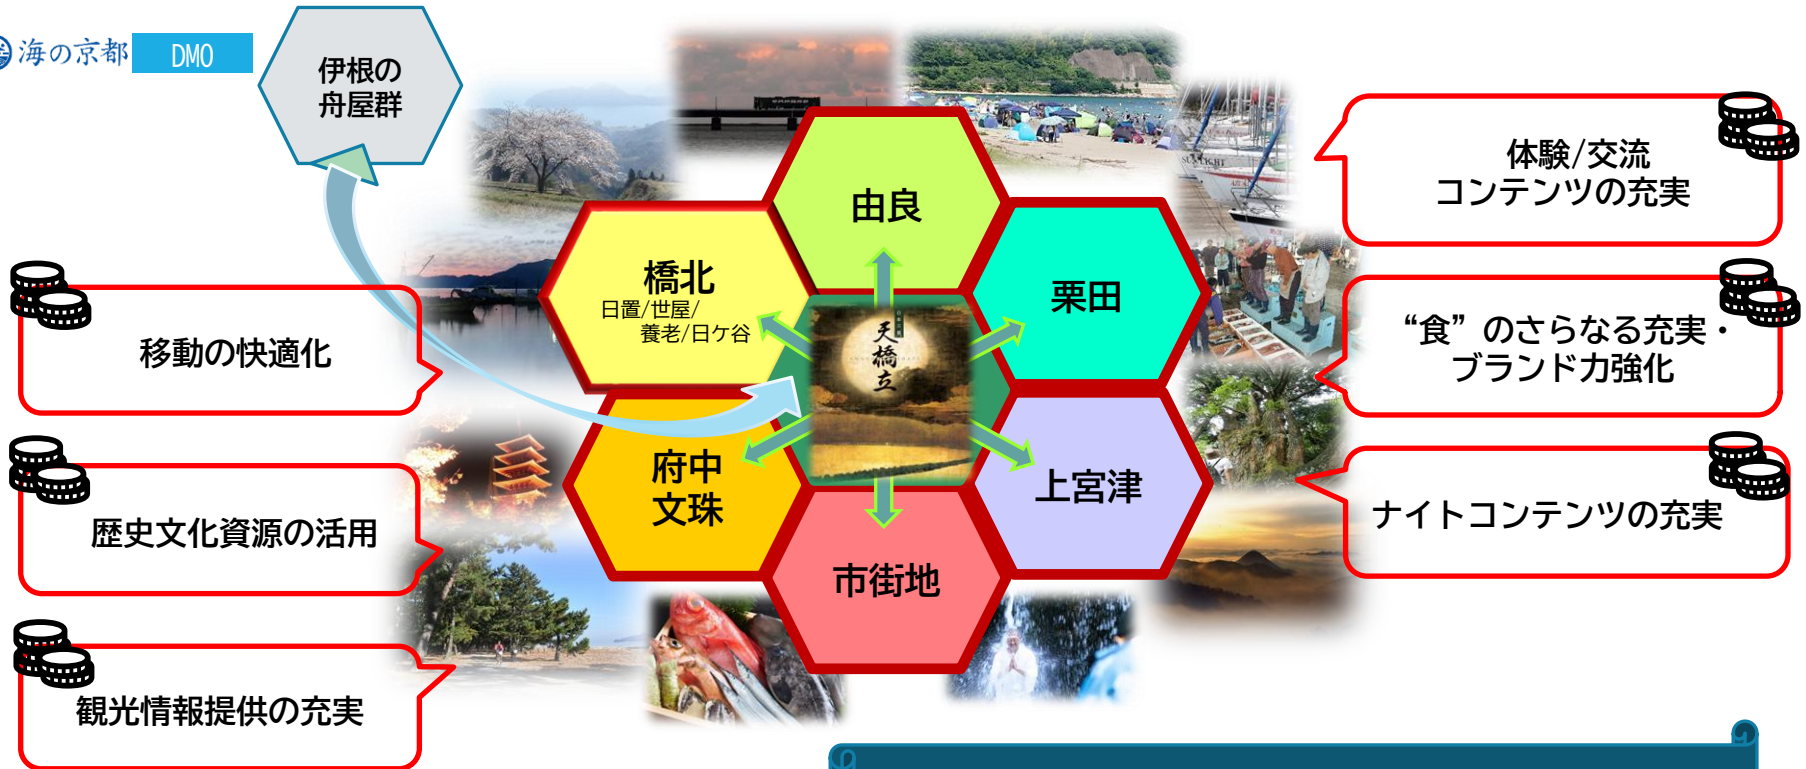 海の京都
DMO
伊根の
舟屋群
由良
橋北
日置/世屋/
養老/日ケ谷
栗田
天橋立
府中
文珠
上宮津
市街地
移動の快適化
歴史文化資源の活用
観光情報提供の充実
体験/交流
コンテンツの充実
“食”のさらなる充実・
ブランド力強化
ナイトコンテンツの充実